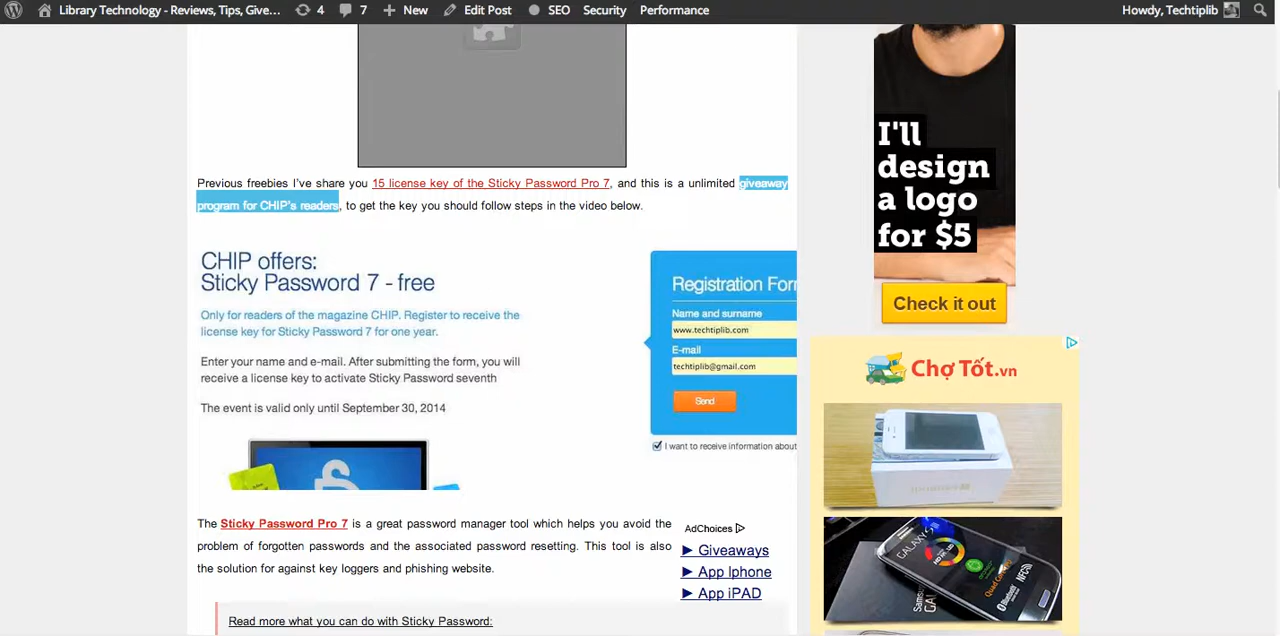 Library Technology - Reviews, Tips, Give... 4 7 New Edit Post SEO Security Performance Howdy, Techtiplib
I'll
design
a logo
for $5
Check it out
Previous freebies I've share you 15 license key of the Sticky Password Pro 7, and this is a unlimited giveaway
program for CHIP's readers, to get the key you should follow steps in the video below.
CHIP offers:
Sticky Password 7 - free
Only for readers of the magazine CHIP. Register to receive the
license key for Sticky Password 7 for one year.
Enter your name and e-mail. After submitting the form, you will
receive a license key to activate Sticky Password seventh
The event is valid only until September 30, 2014
Registration For
Name and surname
www.techtiplib.com
E-mail
techtiplib@gmail.com
Send
I want to receive information about
Chợ Tốt.vn
GALAXY S
Samsung
GALA
Quad Core
Bluetooth
NFC
The Sticky Password Pro 7 is a great password manager tool which helps you avoid the
problem of forgotten passwords and the associated password resetting. This tool is also
the solution for against key loggers and phishing website.
AdChoices
► Giveaways
► App Iphone
► App iPAD
Read more what you can do with Sticky Password: